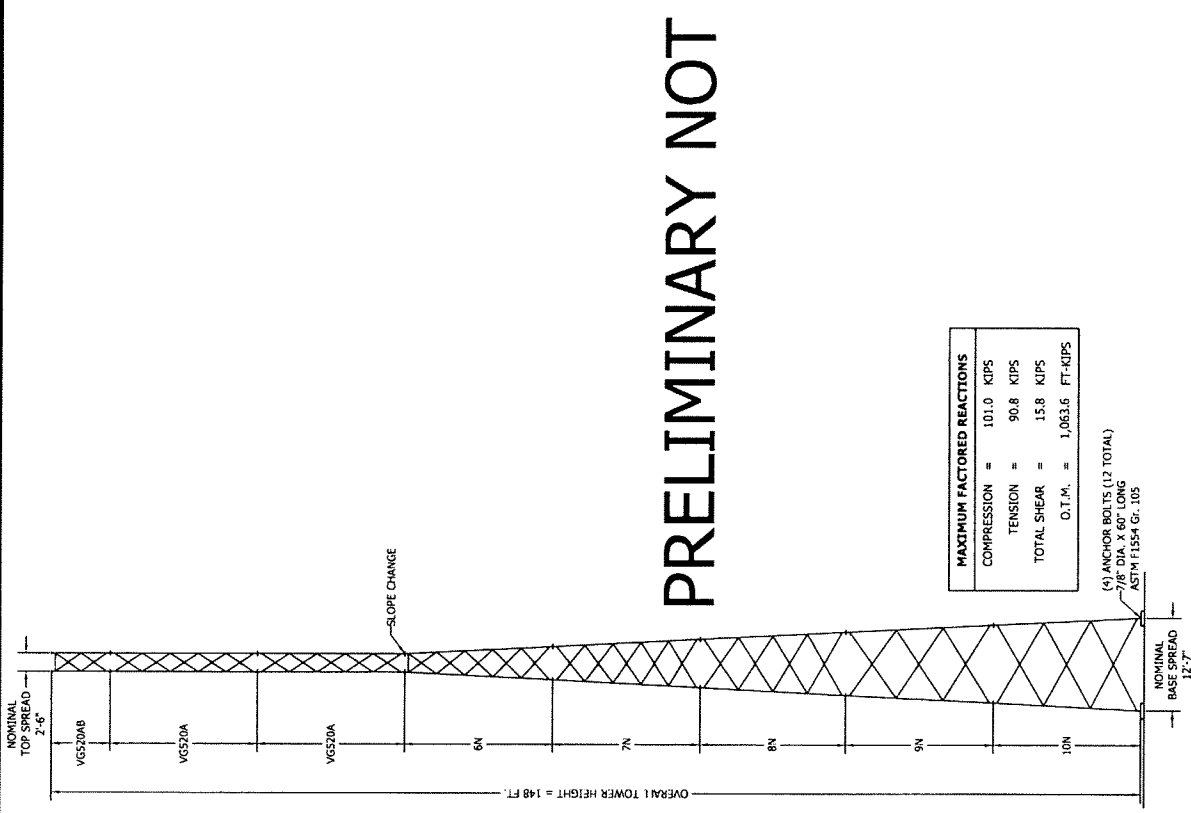 NOMINAL
TOP SPREAD
2'-6"
VG520AB
VG520A
VG520A
SLOPE CHANGE
6N
7N
8N
9N
10N
OVERALL TOWER HEIGHT = 148 FT.
PRELIMINARY NOT
MAXIMUM FACTORED REACTIONS
COMPRESSION = 101.0 KIPS
TENSION = 90.8 KIPS
TOTAL SHEAR = 15.8 KIPS
O.T.M. = 1,063.6 FT-KIPS
(4) ANCHOR BOLTS (12 TOTAL)
7/8" DIA. X 60" LONG
ASTM F1554 Gr. 105
NOMINAL
BASE SPREAD
12'-7"